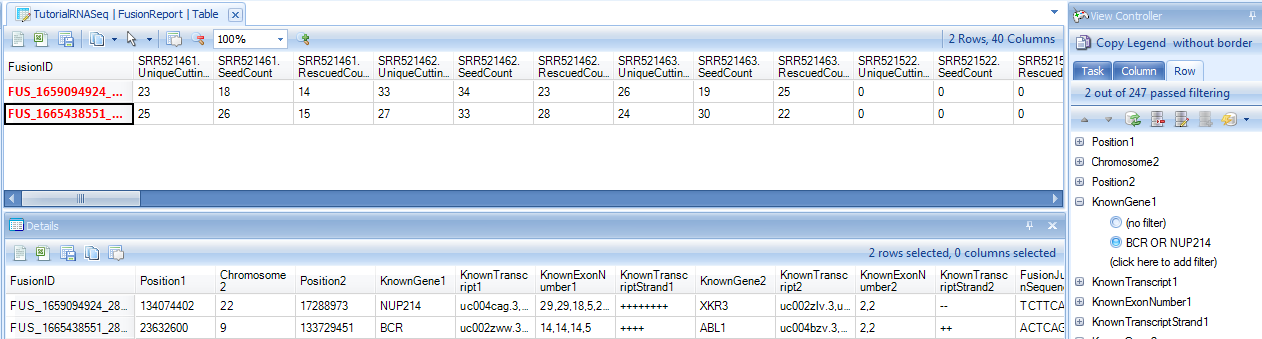 TutorialRNASeq | FusionReport | Table
100%
2 Rows, 40 Columns
FusionID SRR521461.UniqueCuttin... SRR521461.SeedCount SRR521461.RescuedCou... SRR521462.UniqueCuttin... SRR521462.SeedCount SRR521462.RescuedCou... SRR521463.UniqueCuttin... SRR521463.SeedCount SRR521463.RescuedCou... SRR521522.UniqueCuttin... SRR521522.SeedCount
FUS_1659094924_... 23 18 14 33 34 23 26 19 25 0 0 0
FUS_1665438551_... 25 26 15 27 33 28 24 30 22 0 0 0
Details
2 rows selected, 0 columns selected
FusionID Position1 Chromosome2 Position2 KnownGene1 KnownTranscript1 KnownExonNumber1 KnownTranscriptStrand1 KnownGene2 KnownTranscript2 KnownExonNumber2 KnownTranscriptStrand2
FUS_1659094924_28... 134074402 22 17288973 NUP214 uc004cag.3,... 29,29,18,5,2... ++++++++ XKR3 uc002zlv.3,u... 2,2 -- TCTTCA
FUS_1665438551_28... 23632600 9 133729451 BCR uc002zww.3... 14,14,14,5 ++++ ABL1 uc004bzv.3,... 2,2 ++ ACTCAG
View Controller
Copy Legend without border
Task Column Row
2 out of 247 passed filtering
Position1
Chromosome2
Position2
KnownGene1
(no filter)
BCR OR NUP214
(click here to add filter)
KnownTranscript1
KnownExonNumber1
KnownTranscriptStrand1